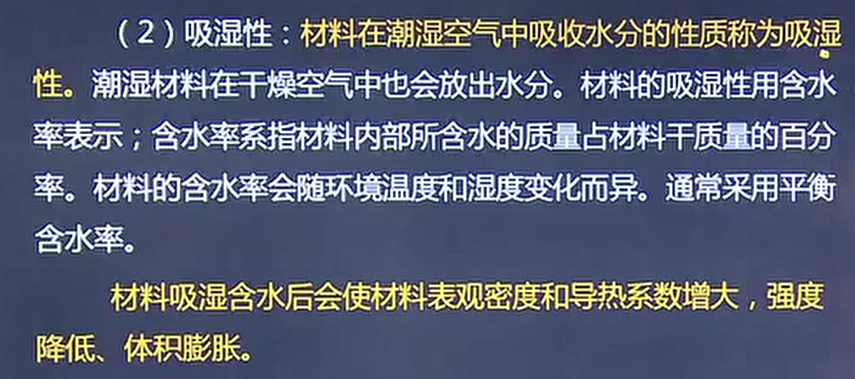 （2）吸湿性：材料在潮湿空气中吸收水分的性质称为吸湿
性。潮湿材料在干燥空气中也会放出水分。材料的吸湿性用含水
率表示；含水率系指材料内部所含水的质量占材料干质量的百分
率。材料的含水率会随环境温度和湿度变化而异。通常采用平衡
含水率。
材料吸湿含水后会使材料表观密度和导热系数增大，强度
降低、体积膨胀。